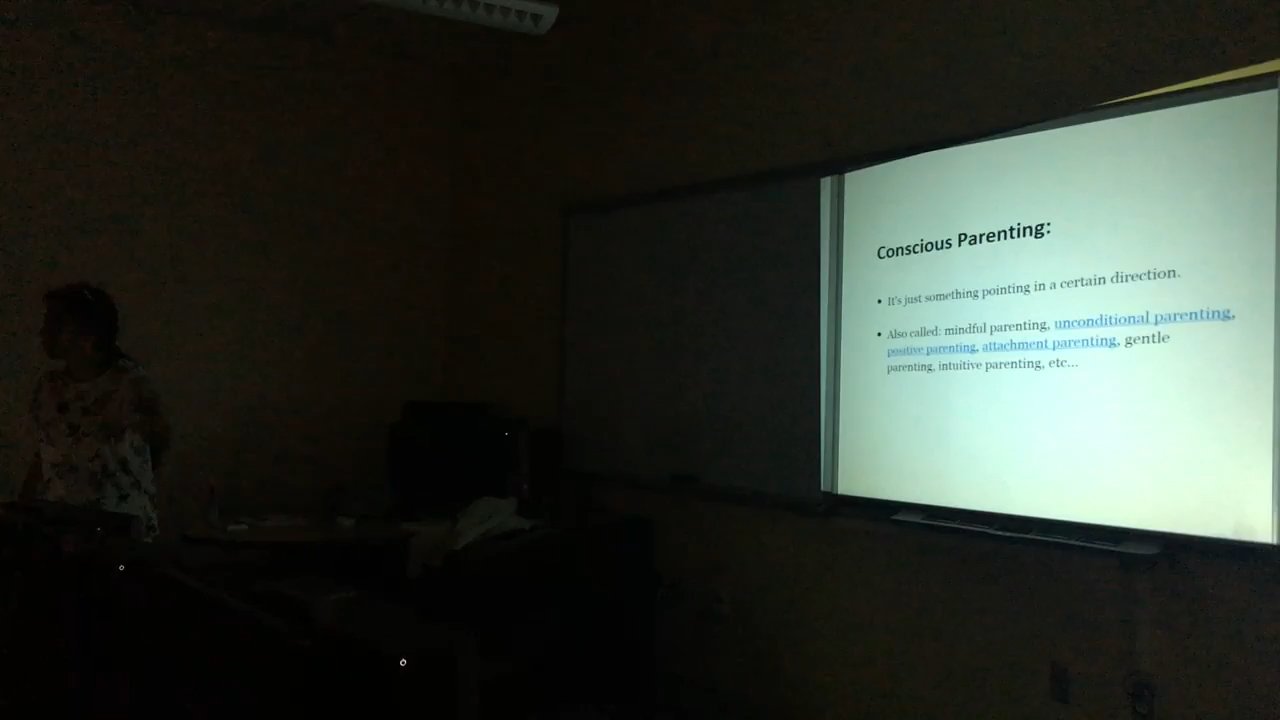 Conscious Parenting:
• It's just something pointing in a certain direction.
• Also called: mindful parenting, unconditional parenting,
positive parenting, attachment parenting, gentle
parenting, intuitive parenting, etc...